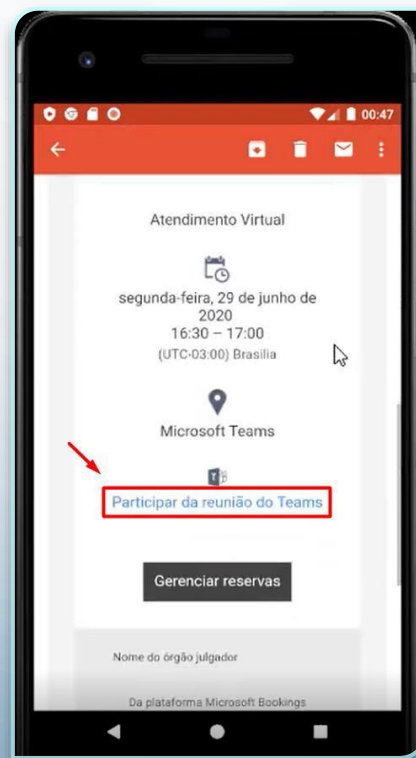 00:47
Atendimento Virtual
segunda-feira, 29 de junho de
2020
16:30 – 17:00
(UTC-03:00) Brasilia
Microsoft Teams
Participar da reunião do Teams
Gerenciar reservas
Nome do órgão julgador
Da plataforma Microsoft Bookings